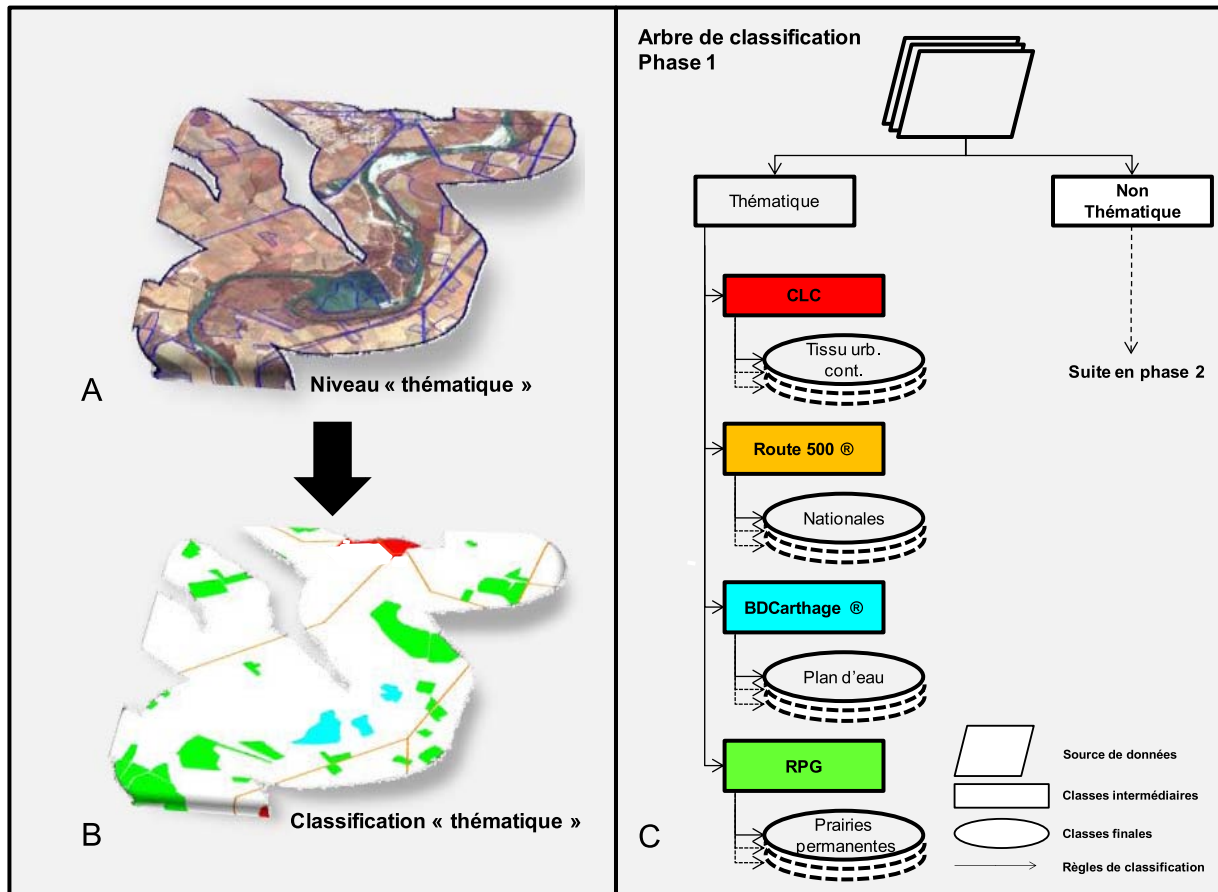 A
Niveau « thématique »
B
Classification « thématique »
Arbre de classification
Phase 1
Thématique
Non
Thématique
CLC
Tissu urb.
cont.
Suite en phase 2
Route 500 ®
Nationales
BDCarthage ®
Plan d'eau
RPG
Prairies
permanentes
C
Source de données
Classes intermédiaires
Classes finales
Règles de classification